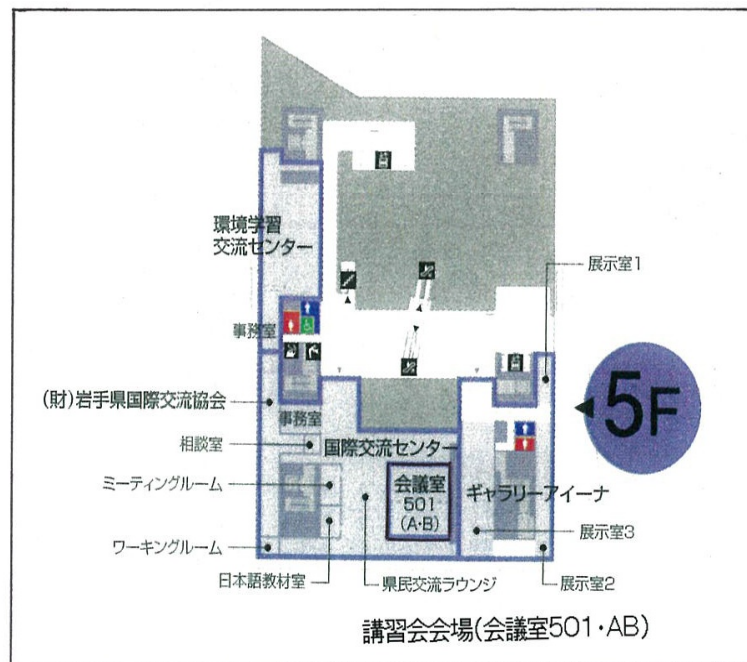 環境学習
交流センター
展示室1
事務室
5F
(財)岩手県国際交流協会
事務室
相談室
国際交流センター
ミーティングルーム
会議室
501
(A·B)
ギャラリーアイーナ
展示室3
ワーキングルーム
日本語教材室
県民交流ラウンジ
展示室2
講習会会場(会議室501·AB)